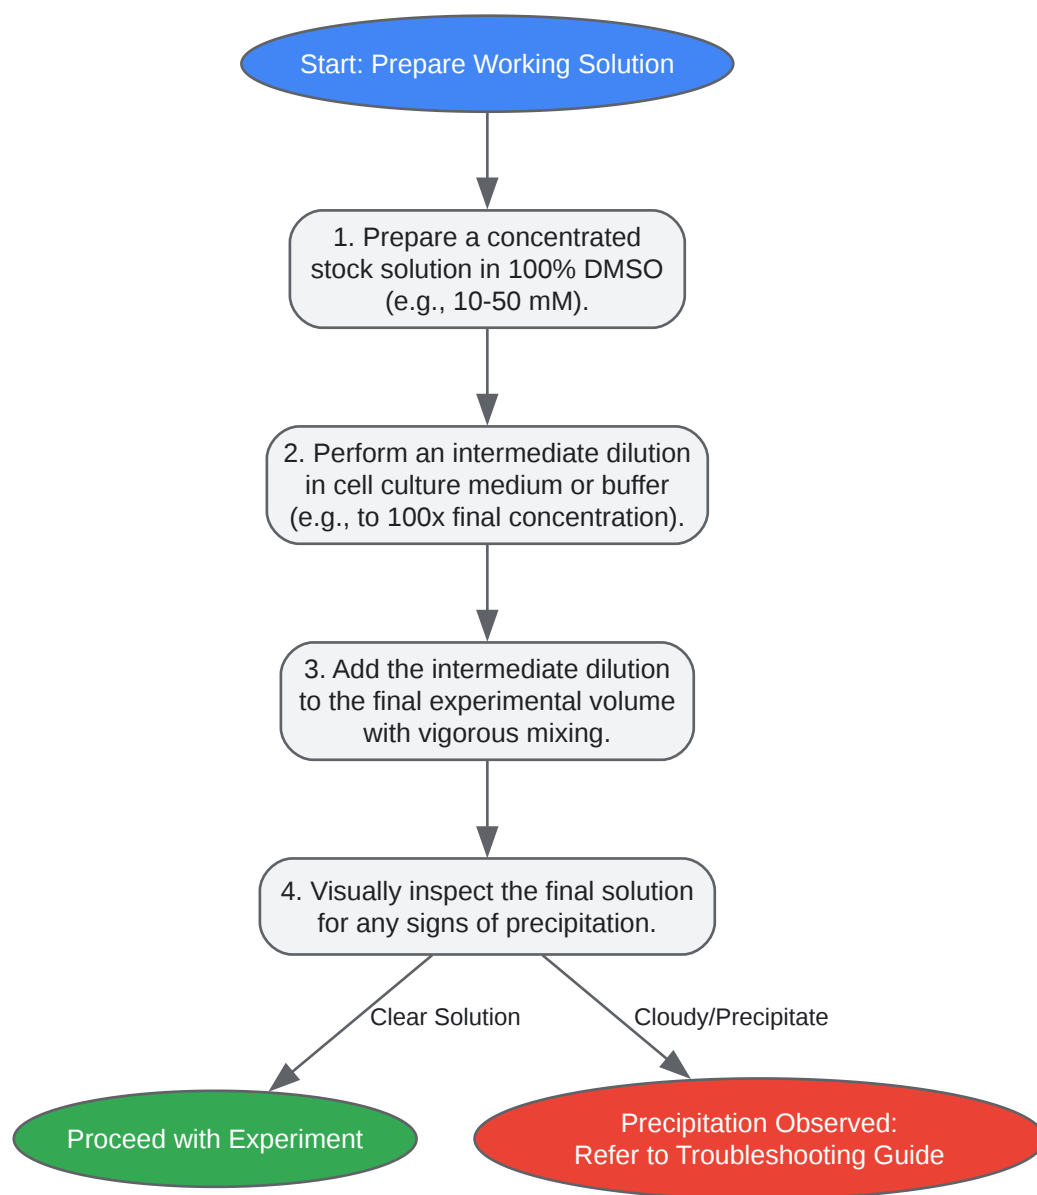 Start: Prepare Working Solution
1. Prepare a concentrated
stock solution in 100% DMSO
(e.g., 10-50 mM).
2. Perform an intermediate dilution
in cell culture medium or buffer
(e.g., to 100x final concentration).
3. Add the intermediate dilution
to the final experimental volume
with vigorous mixing.
4. Visually inspect the final solution
for any signs of precipitation.
Clear Solution
Cloudy/Precipitate
Proceed with Experiment
Precipitation Observed:
Refer to Troubleshooting Guide